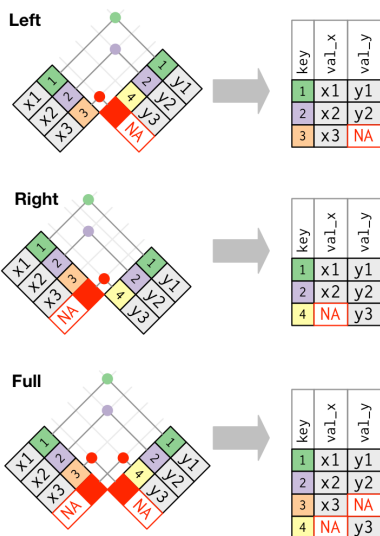 Left
1 1
x1 2 2 y1
x2 3 4 y2
x3 NA y3
key val_x val_y
1 x1 y1
2 x2 y2
3 x3 NA
Right
1 1
x1 2 2 y1
x2 3 4 y2
x3 NA y3
key val_x val_y
1 x1 y1
2 x2 y2
4 NA y3
Full
1 1
x1 2 2 y1
x2 3 4 y2
x3 NA NA y3
key val_x val_y
1 x1 y1
2 x2 y2
3 x3 NA
4 NA y3